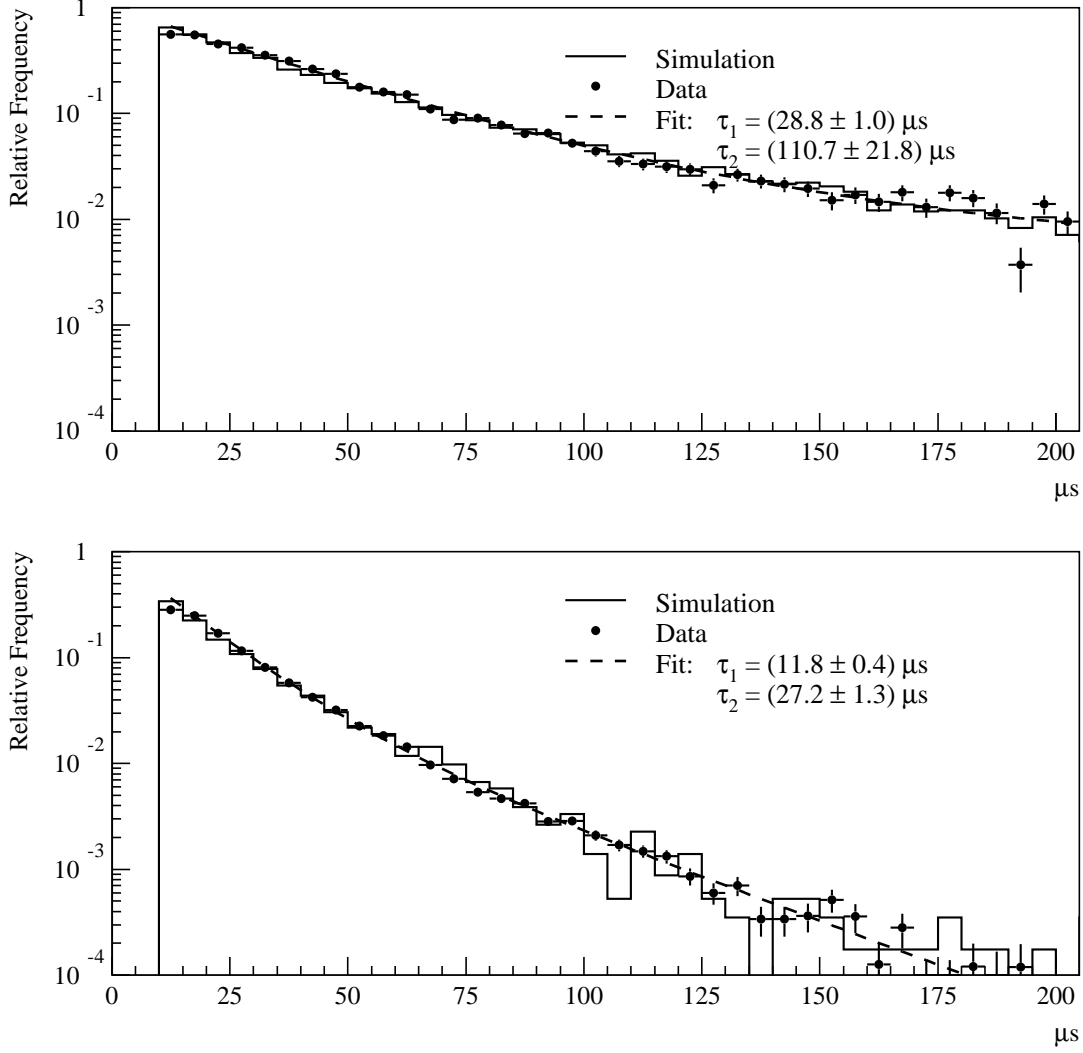 1
10 -1
10 -2
10 -3
10 -4
Relative Frequency
Simulation
Data
Fit: τ1 = (28.8 ± 1.0) μs
τ2 = (110.7 ± 21.8) μs
0 25 50 75 100 125 150 175 200
μs
1
10 -1
10 -2
10 -3
10 -4
Relative Frequency
Simulation
Data
Fit: τ1 = (11.8 ± 0.4) μs
τ2 = (27.2 ± 1.3) μs
0 25 50 75 100 125 150 175 200
μs